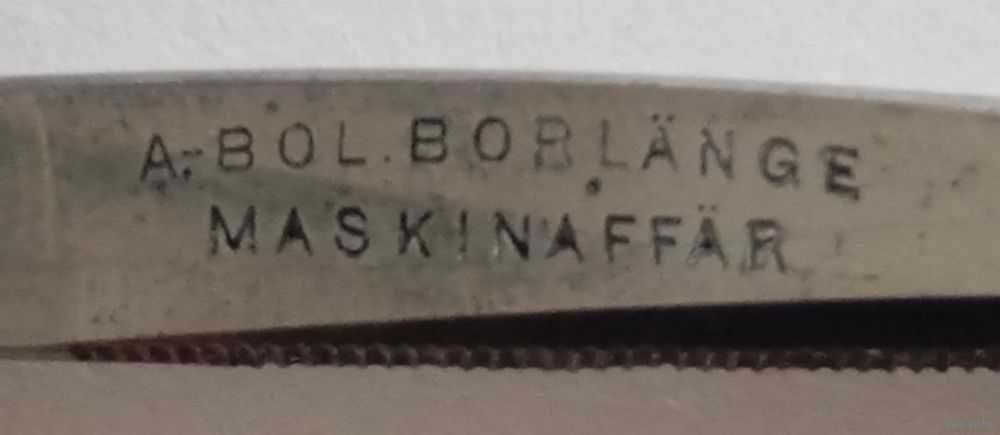 A.-BOL. BORLÄNGE
MASKINAFFÄR